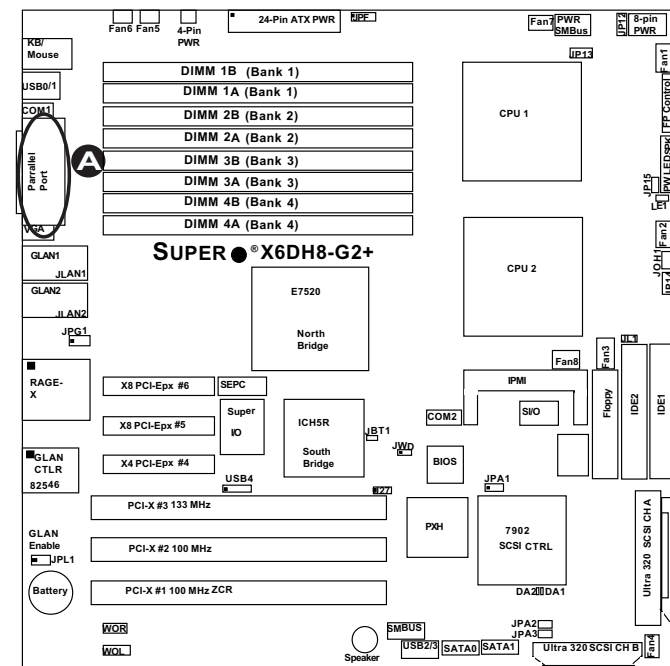 Fan6 Fan5
4-Pin
PWR
24-Pin ATX PWR
JPF
Fan7
PWR
SMBus
JP12
8-pin
PWR
KB/
Mouse
JP13
Fan1
USB0/1
COM1
DIMM 1B (Bank 1)
DIMM 1A (Bank 1)
DIMM 2B (Bank 2)
DIMM 2A (Bank 2)
DIMM 3B (Bank 3)
DIMM 3A (Bank 3)
DIMM 4B (Bank 4)
DIMM 4A (Bank 4)
CPU 1
FP Control
PW LED SPK
JP15
LE1
Parrallel
Port
A
VGA
Fan2
JOH1
JP14
SUPER ® X6DH8-G2+
GLAN1
JLAN1
GLAN2
JLAN2
E7520
North
Bridge
CPU 2
JPG1
JL1
Fan8
Fan3
RAGE-
X
X8 PCI-Epx #6
SEPC
IPMI
Floppy
IDE2
IDE1
Super
I/O
ICH5R
South
Bridge
SI/O
X8 PCI-Epx #5
COM2
JBT1
JWD
X4 PCI-Epx #4
BIOS
GLAN
CTLR
82546
USB4
J27
JPA1
PCI-X #3 133 MHz
PXH
7902
SCSI CTRL
Ultra 320 SCSI CH A
GLAN
Enable
JPL1
PCI-X #2 100 MHz
Battery
PCI-X #1 100 MHz ZCR
DA2 DA1
WOR
WOL
Speaker
SMBUS
USB2/3
SATA0
SATA1
JPA2
JPA3
Ultra 320 SCSI CH B
Fan4